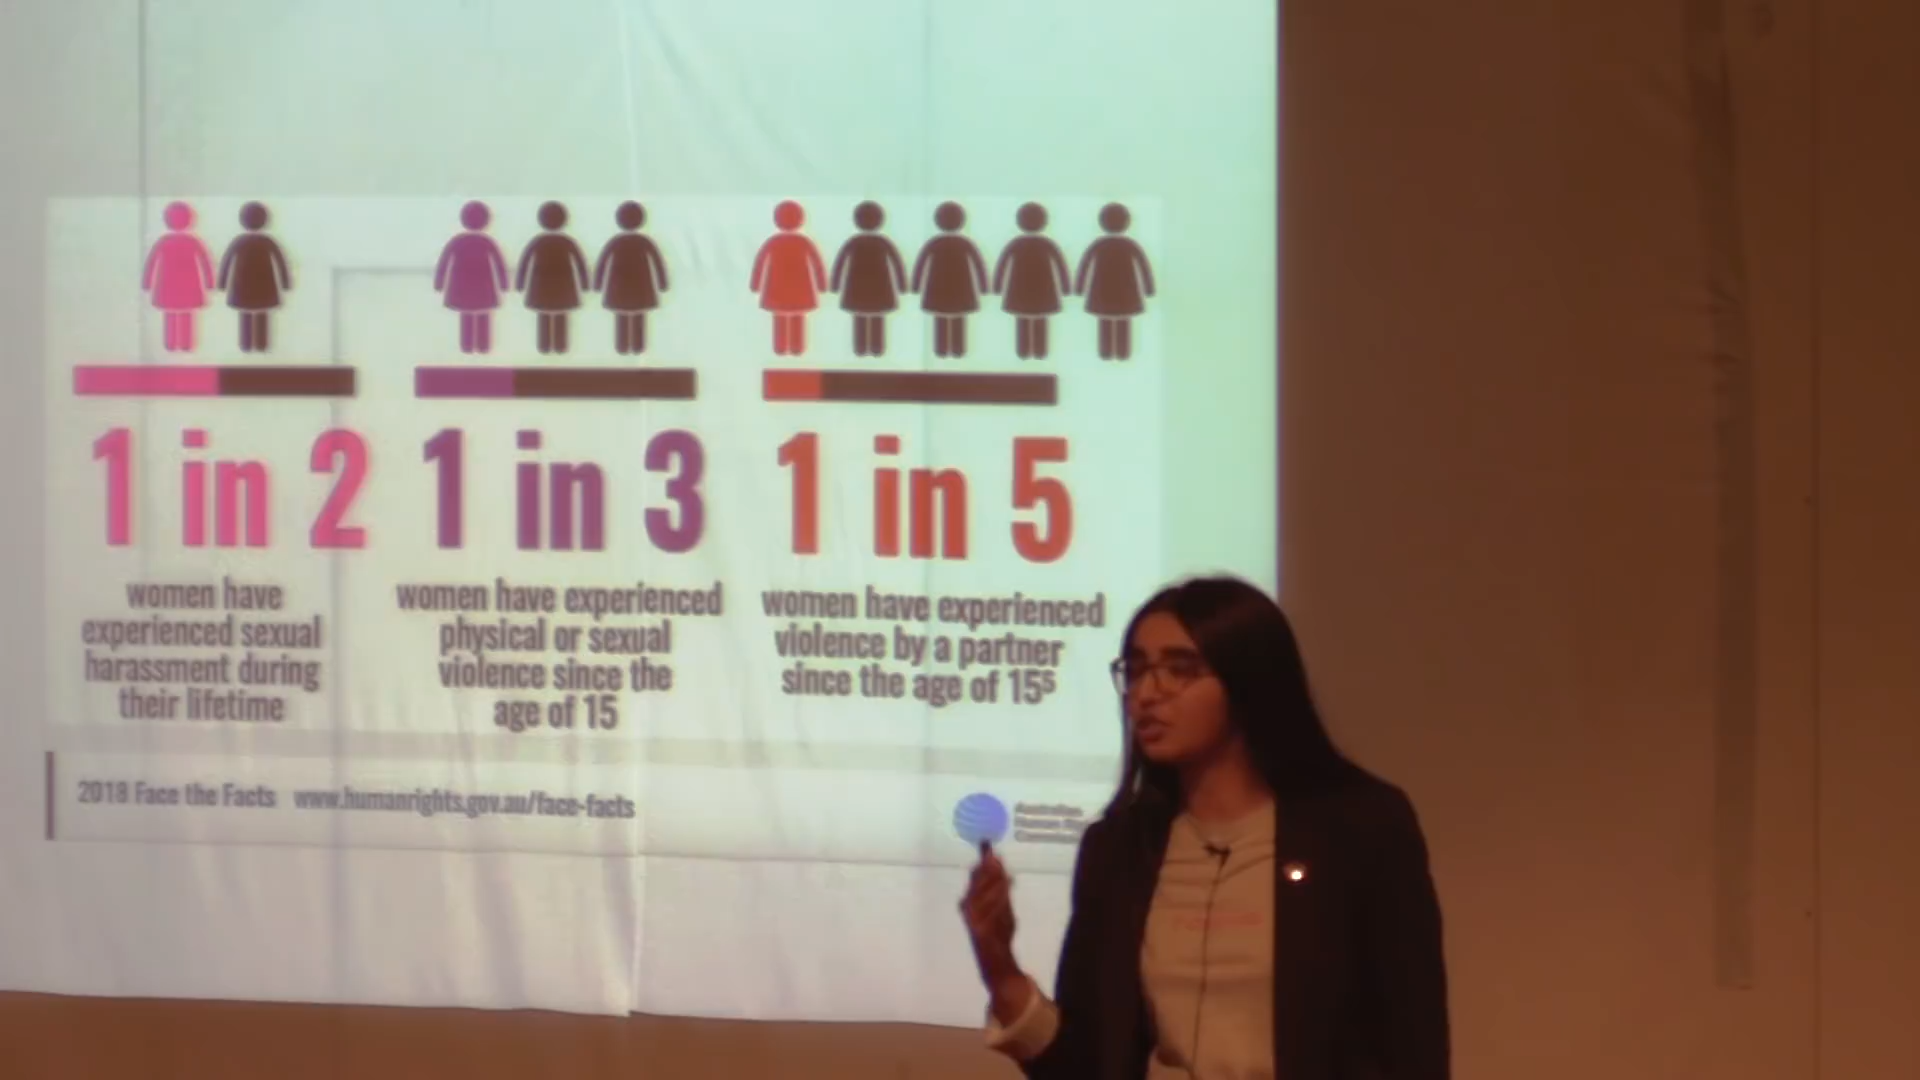 1 in 2
women have
experienced sexual
harassment during
their lifetime
1 in 3
women have experienced
physical or sexual
violence since the
age of 15
1 in 5
women have experienced
violence by a partner
since the age of 15⁵
2018 Face the Facts www.humanrights.gov.au/face-facts
Australian
Human